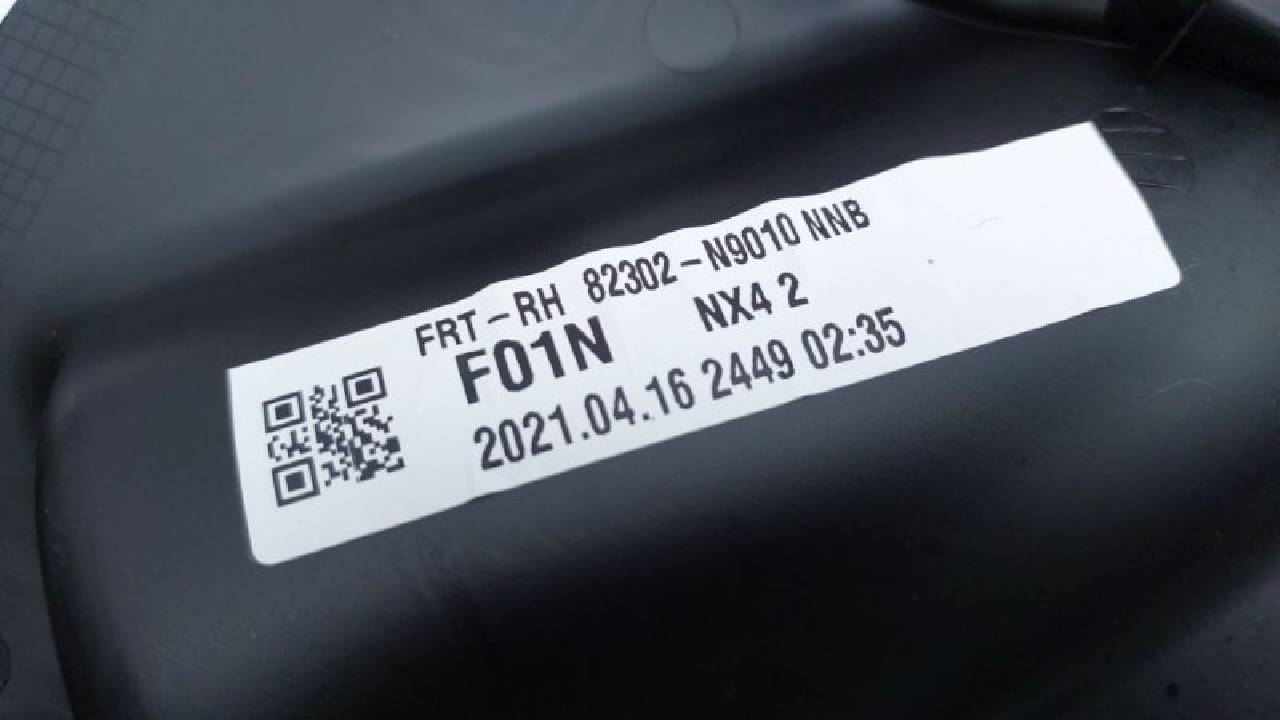 FRT-RH 82302-N9010 NNB
F01N NX4 2
2021.04.16 2449 02:35